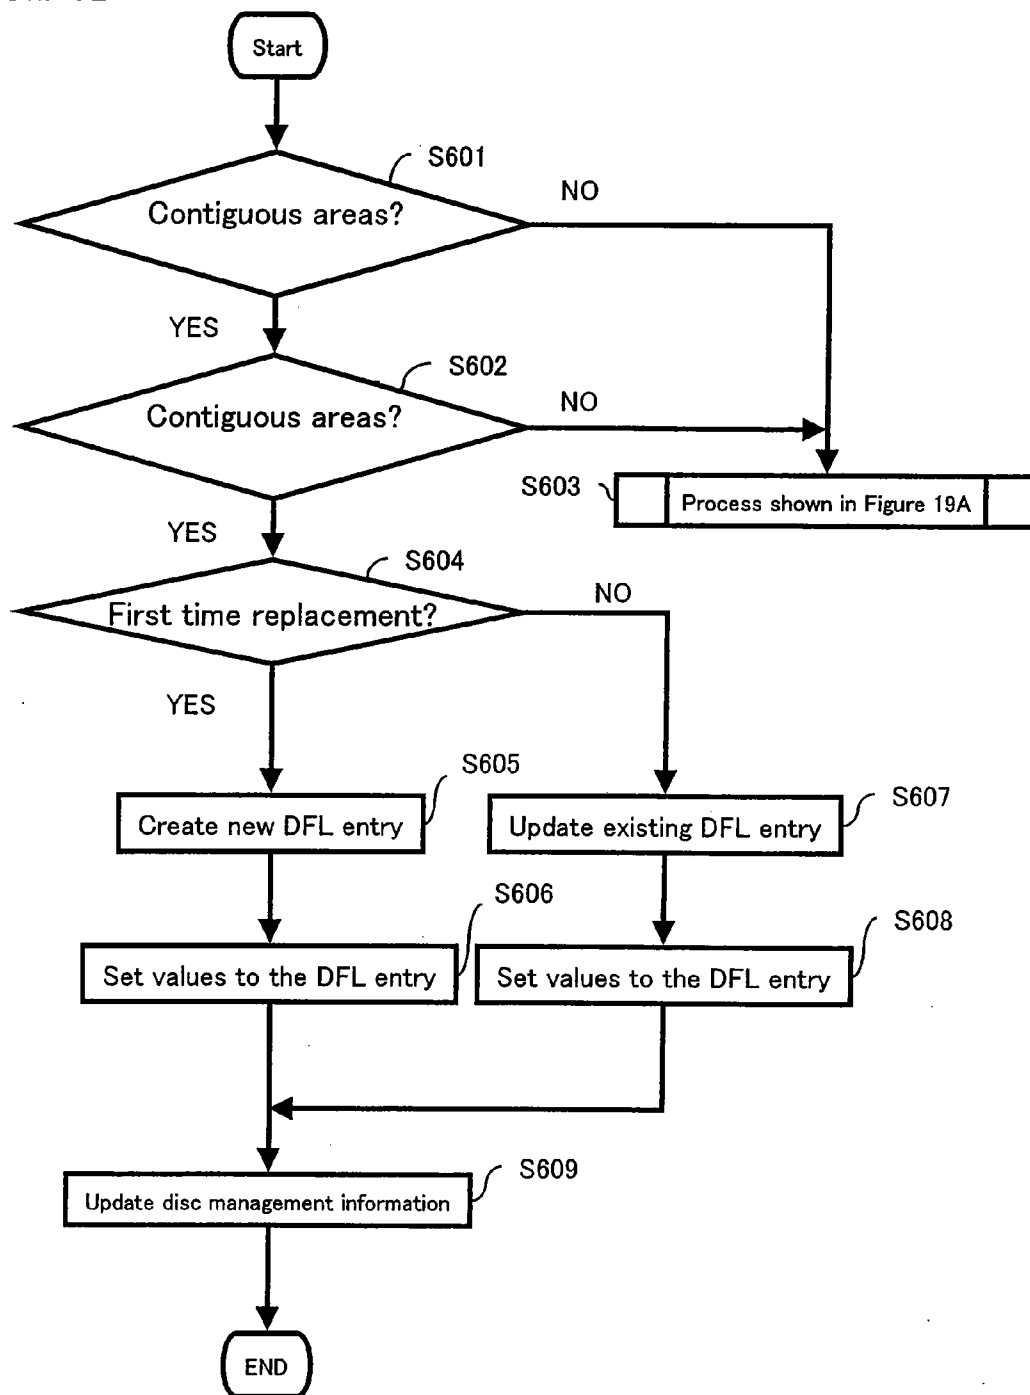 Start
S601
Contiguous areas?
NO
YES
S602
Contiguous areas?
NO
S603
Process shown in Figure 19A
YES
S604
First time replacement?
NO
YES
S605
Create new DFL entry
S607
Update existing DFL entry
S606
Set values to the DFL entry
S608
Set values to the DFL entry
S609
Update disc management information
END